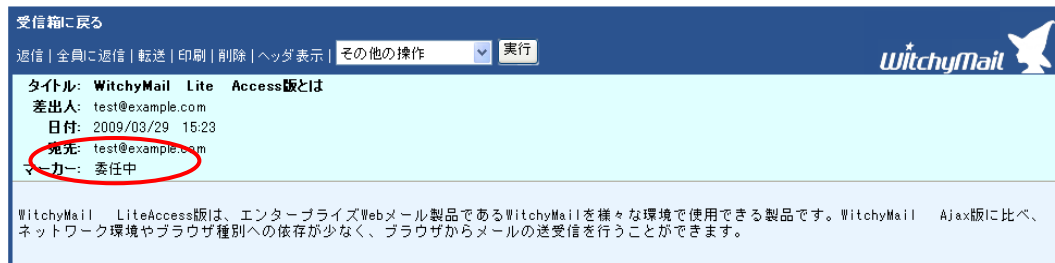 受信箱に戻る
返信 | 全員に返信 | 転送 | 印刷 | 削除 | ヘッダ表示 | その他の操作 実行
WitchyMail
タイトル: WitchyMail Lite Access版とは
差出人: test@example.com
日付: 2009/03/29 15:23
宛先: test@example.com
マーカー: 委任中
WitchyMail LiteAccess版は、エンタープライズWebメール製品であるWitchyMailを様々な環境で使用できる製品です。WitchyMail Ajax版に比べ、
ネットワーク環境やブラウザ種別への依存が少なく、ブラウザからメールの送受信を行うことができます。